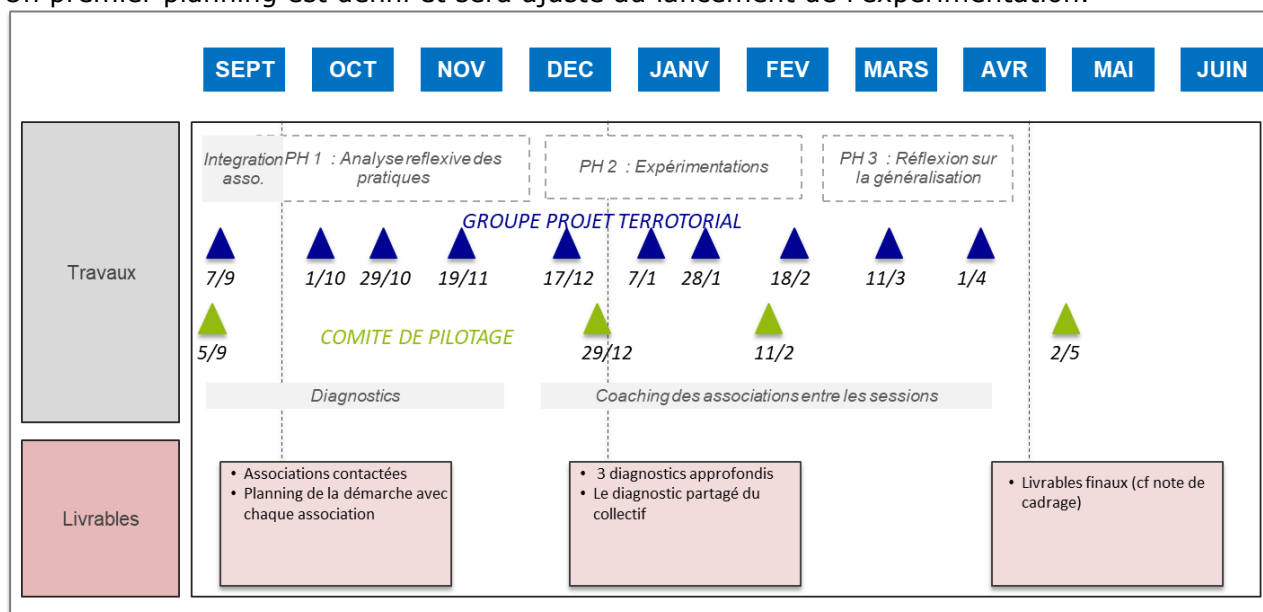 Un premier planning est défini et sera ajusté au lancement de l'expérimentation.
SEPT OCT NOV DEC JANV FEV MARS AVR MAI JUIN
Travaux
Integration
asso.
PH 1 : Analyse reflexive des
pratiques
PH 2 : Expérimentations
PH 3 : Réflexion sur
la généralisation
GROUPE PROJET TERROTORIAL
7/9 1/10 29/10 19/11 17/12 7/1 28/1 18/2 11/3 1/4
COMITE DE PILOTAGE
5/9 29/12 11/2 2/5
Diagnostics
Coaching des associations entre les sessions
Livrables
• Associations contactées
• Planning de la démarche avec
chaque association
• 3 diagnostics approfondis
• Le diagnostic partagé du
collectif
• Livrables finaux (cf note de
cadrage)